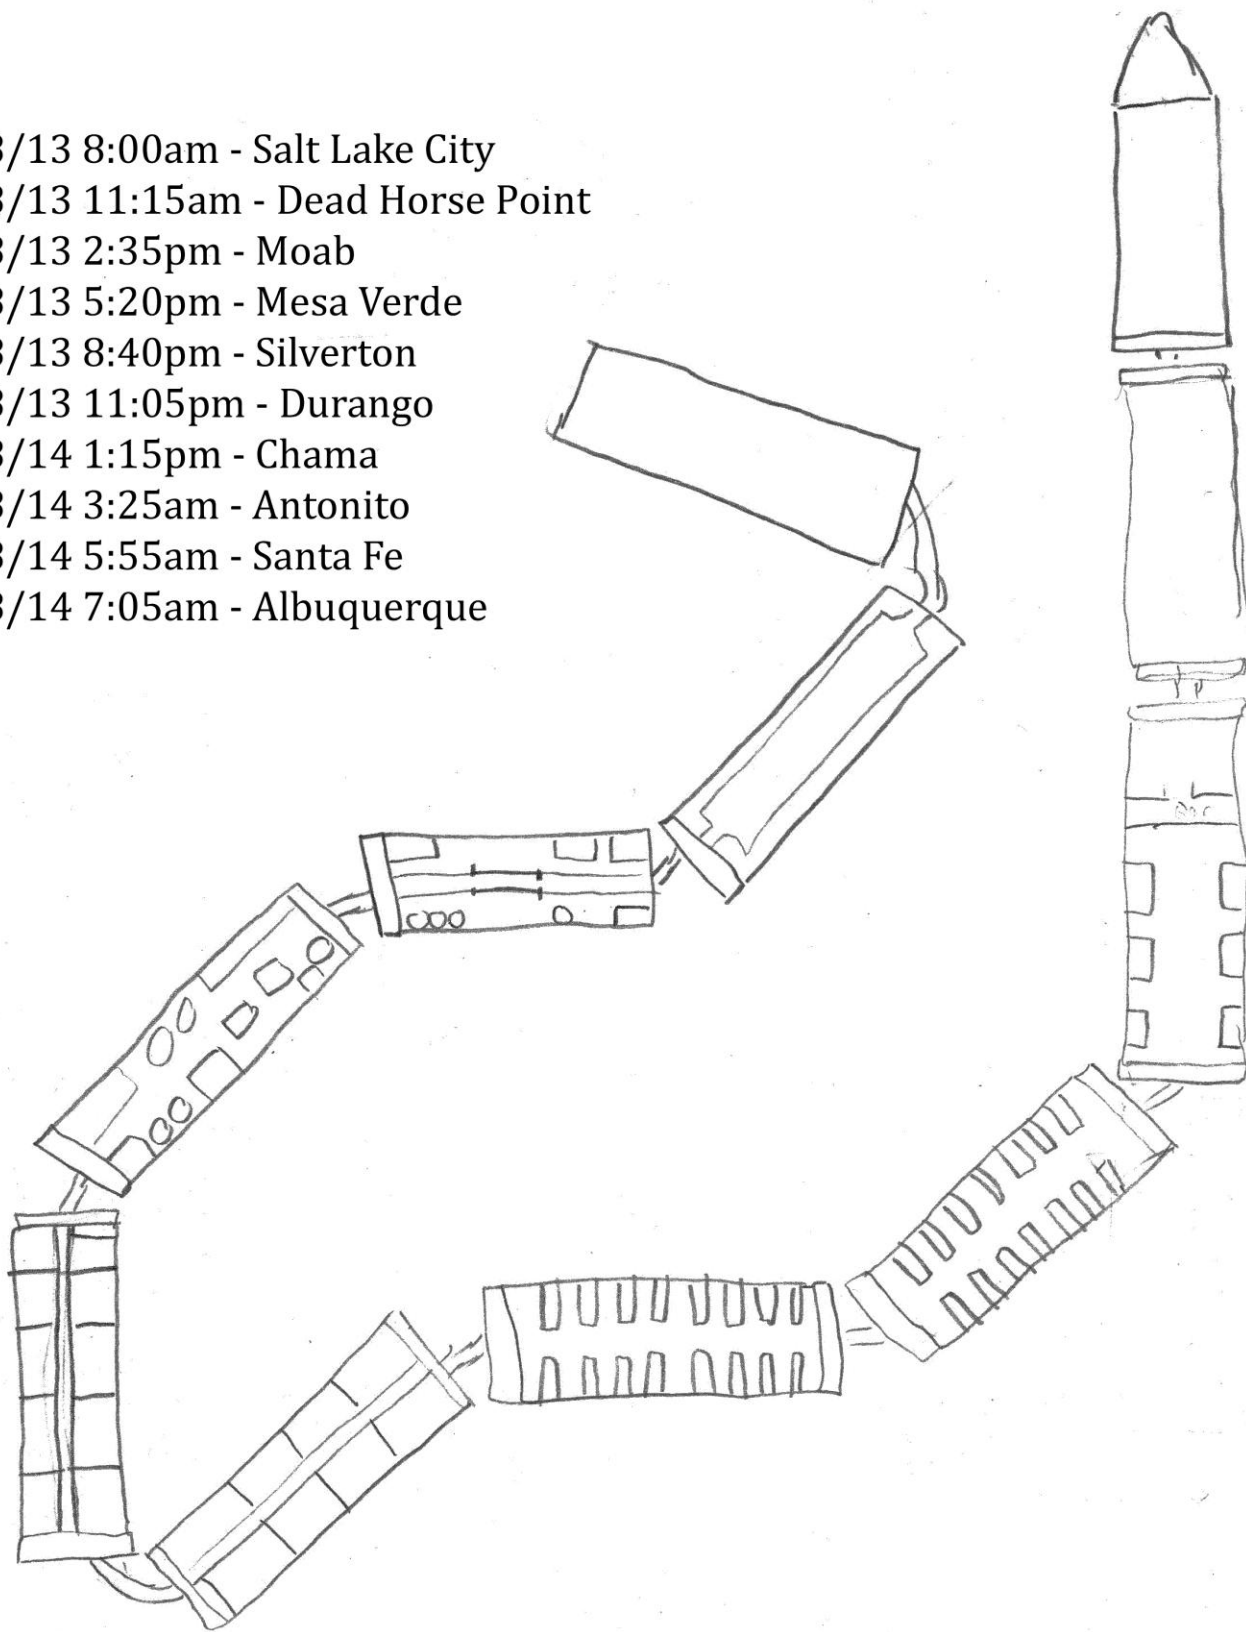 /13 8:00am - Salt Lake City
/13 11:15am - Dead Horse Point
/13 2:35pm - Moab
/13 5:20pm - Mesa Verde
/13 8:40pm - Silverton
/13 11:05pm - Durango
/14 1:15pm - Chama
/14 3:25am - Antonito
/14 5:55am - Santa Fe
/14 7:05am - Albuquerque